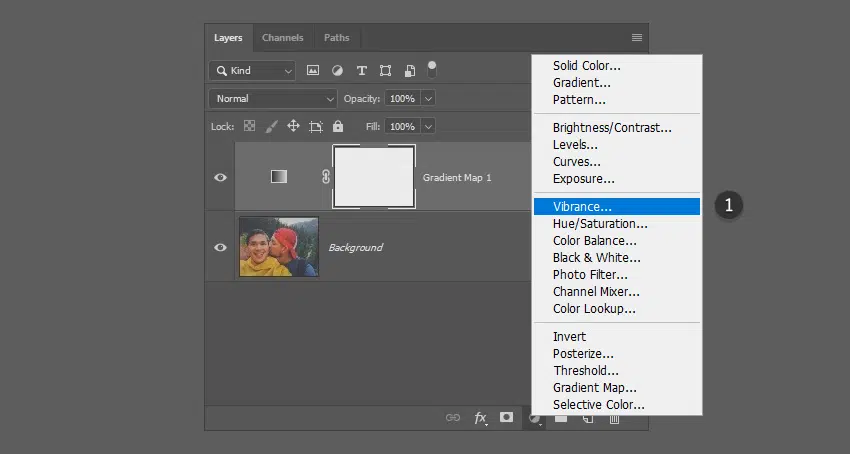 Layers Channels Paths
Kind
Normal Opacity: 100%
Lock: Fill: 100%
Gradient Map 1
Background
Solid Color...
Gradient...
Pattern...
Brightness/Contrast...
Levels...
Curves...
Exposure...
Vibrance...
1
Hue/Saturation...
Color Balance...
Black & White...
Photo Filter...
Channel Mixer...
Color Lookup...
Invert
Posterize...
Threshold...
Gradient Map...
Selective Color...
fx